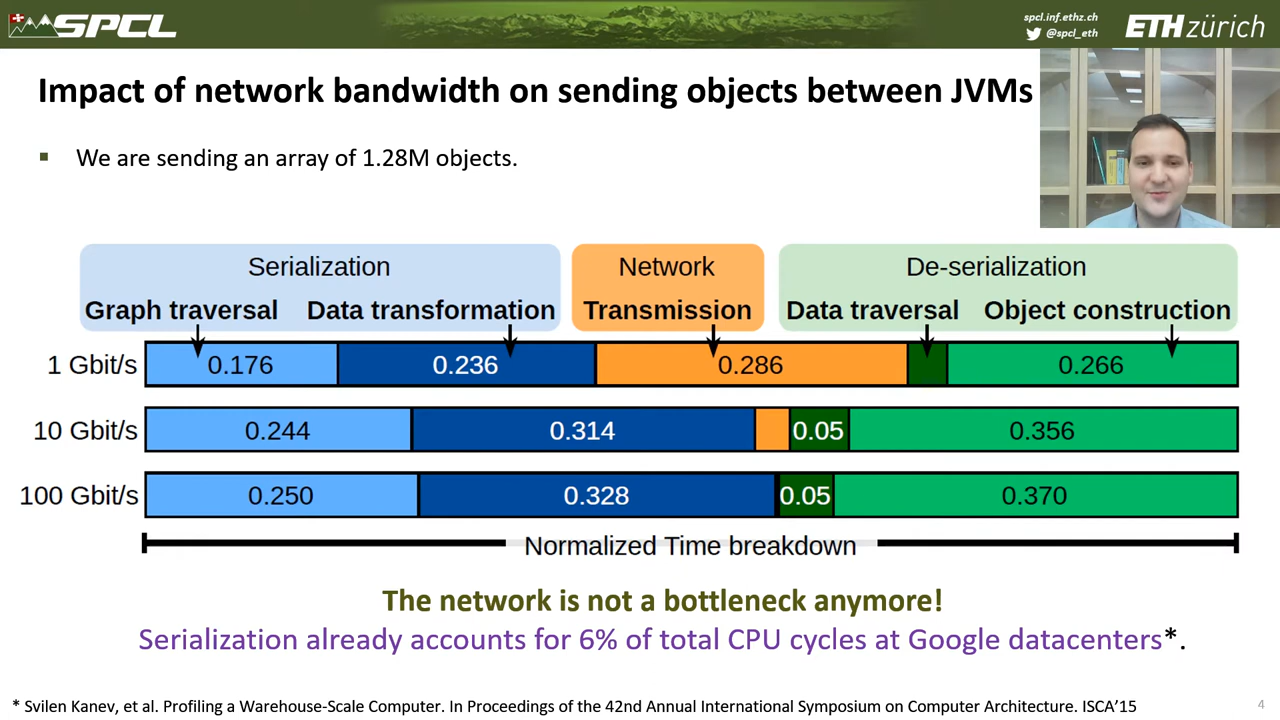 SPCL
spcl.inf.ethz.ch
@spcl_eth
ETH zürich
Impact of network bandwidth on sending objects between JVMs
We are sending an array of 1.28M objects.
Serialization Network De-serialization
Graph traversal Data transformation Transmission Data traversal Object construction
1 Gbit/s 0.176 0.236 0.286 0.266
10 Gbit/s 0.244 0.314 0.05 0.356
100 Gbit/s 0.250 0.328 0.05 0.370
Normalized Time breakdown
The network is not a bottleneck anymore!
Serialization already accounts for 6% of total CPU cycles at Google datacenters*.
* Svilen Kanev, et al. Profiling a Warehouse-Scale Computer. In Proceedings of the 42nd Annual International Symposium on Computer Architecture. ISCA’15
4